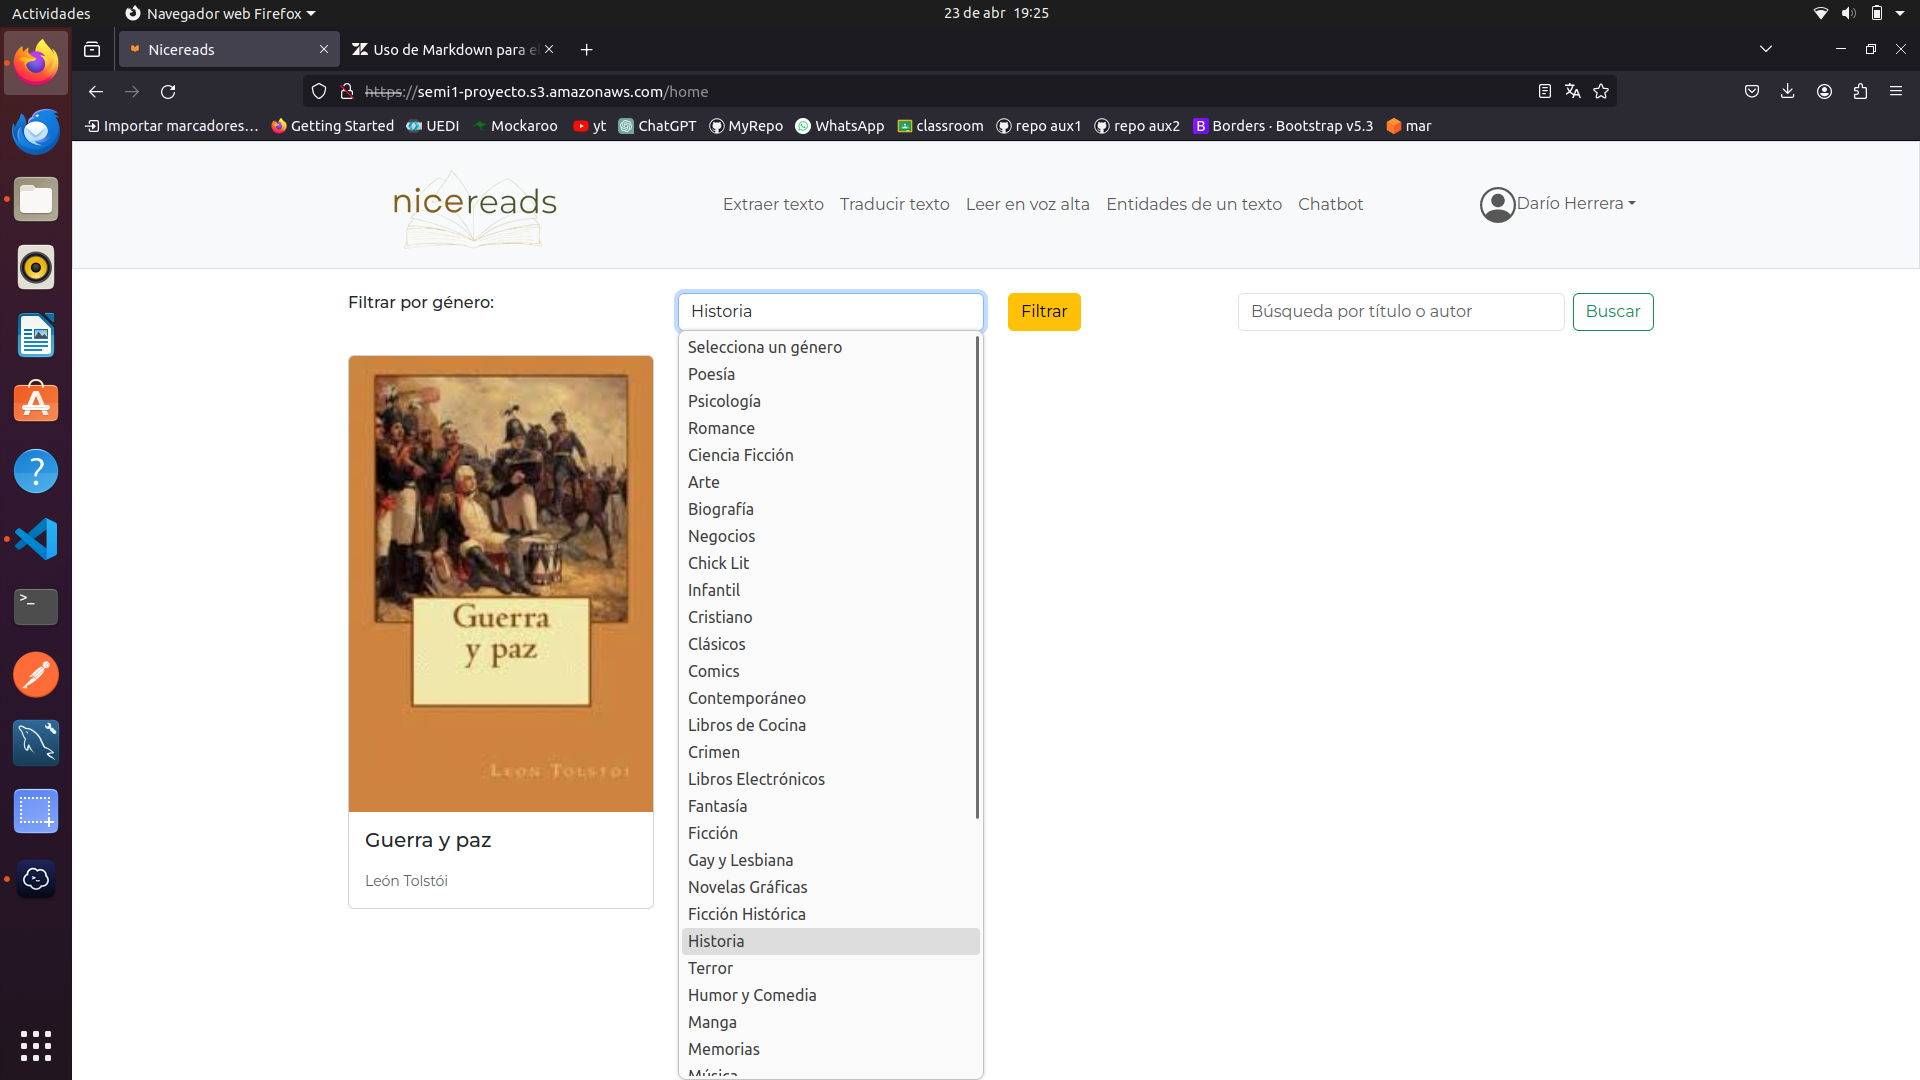 Actividades
Navegador web Firefox
23 de abr 19:25
Nicereads
Uso de Markdown para el
https://semi1-proyecto.s3.amazonaws.com/home
Importar marcadores...
Getting Started
UEDI
Mockaroo
yt
ChatGPT
MyRepo
WhatsApp
classroom
repo aux1
repo aux2
B
Borders · Bootstrap v5.3
mar
nicereads
Extraer texto
Traducir texto
Leer en voz alta
Entidades de un texto
Chatbot
Darío Herrera
Filtrar por género:
Historia
Filtrar
Búsqueda por título o autor
Buscar
Selecciona un género
Poesía
Psicología
Romance
Ciencia Ficción
Arte
Biografía
Negocios
Chick Lit
Infantil
Cristiano
Clásicos
Comics
Contemporáneo
Libros de Cocina
Crimen
Libros Electrónicos
Fantasía
Ficción
Gay y Lesbiana
Novelas Gráficas
Ficción Histórica
Historia
Terror
Humor y Comedia
Manga
Memorias
Música
Guerra
y paz
Leon Tolstoi
Guerra y paz
León Tolstói